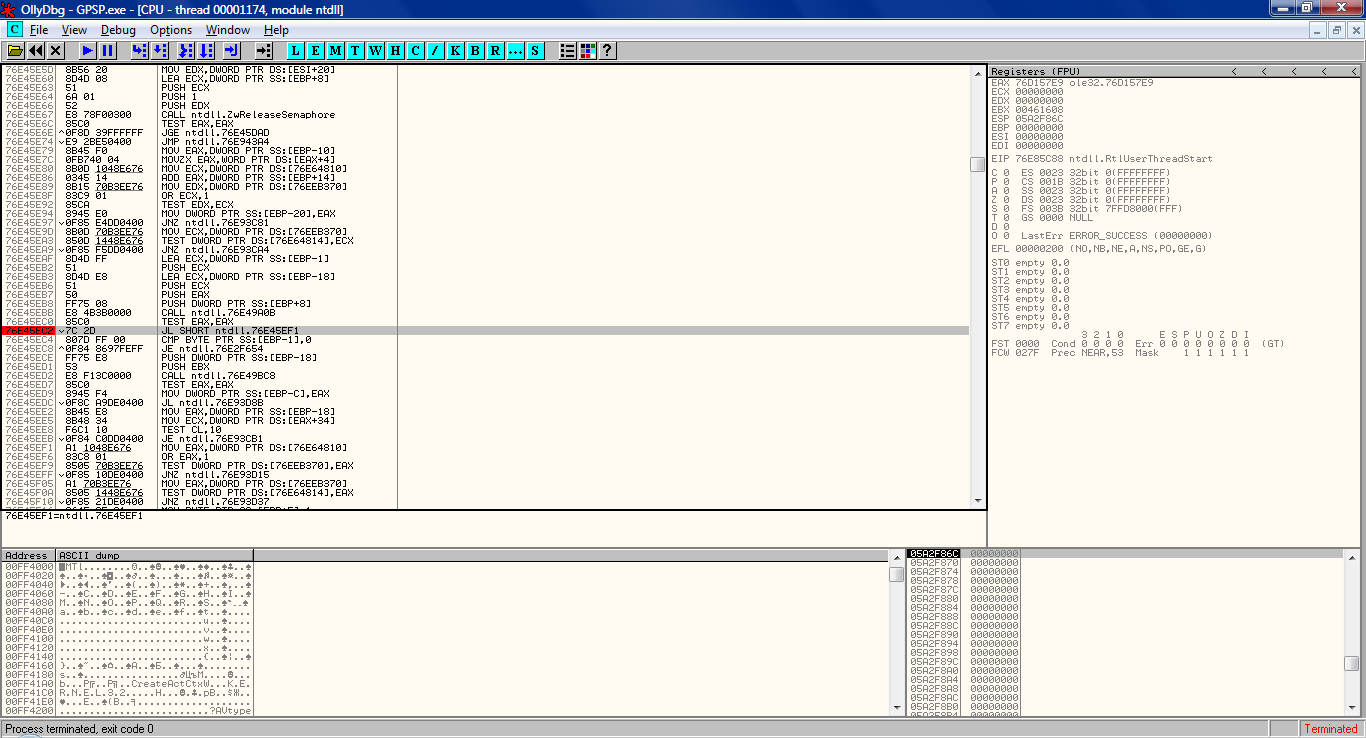 OllyDbg - GPSP.exe - [CPU - thread 00001174, module ntdll]
C File View Debug Options Window Help
L E M T W H C / K B R ... S ?
76E45E5D 8B56 20 MOV EDX,DWORD PTR DS:[ESI+20]
76E45E60 8D4D 08 LEA ECX,DWORD PTR SS:[EBP+8]
76E45E63 51 PUSH ECX
76E45E64 6A 01 PUSH 1
76E45E66 52 PUSH EDX
76E45E67 E8 78F00300 CALL ntdll.ZwReleaseSemaphore
76E45E6C 85C0 TEST EAX,EAX
76E45E6E ^0F8D 39FFFFFF JGE ntdll.76E45DAD
76E45E74 ˅E9 2BE50400 JMP ntdll.76E943A4
76E45E79 8B45 F0 MOV EAX,DWORD PTR SS:[EBP-10]
76E45E7C 0FB740 04 MOVZX EAX,WORD PTR DS:[EAX+4]
76E45E80 8B0D 1048E676 MOV ECX,DWORD PTR DS:[76E64810]
76E45E86 0345 14 ADD EAX,DWORD PTR SS:[EBP+14]
76E45E89 8B15 70B3EE76 MOV EDX,DWORD PTR DS:[76EEB370]
76E45E8F 83C9 01 OR ECX,1
76E45E92 85CA TEST EDX,ECX
76E45E94 8945 E0 MOV DWORD PTR SS:[EBP-20],EAX
76E45E97 ˅0F85 E4DD0400 JNZ ntdll.76E93C81
76E45E9D 8B0D 70B3EE76 MOV ECX,DWORD PTR DS:[76EEB370]
76E45EA3 850D 1448E676 TEST DWORD PTR DS:[76E64814],ECX
76E45EA9 ˅0F85 F5DD0400 JNZ ntdll.76E93CA4
76E45EAF 8D4D FF LEA ECX,DWORD PTR SS:[EBP-1]
76E45EB2 51 PUSH ECX
76E45EB3 8D4D E8 LEA ECX,DWORD PTR SS:[EBP-18]
76E45EB6 51 PUSH ECX
76E45EB7 50 PUSH EAX
76E45EB8 FF75 08 PUSH DWORD PTR SS:[EBP+8]
76E45EBB E8 4B3B0000 CALL ntdll.76E49A0B
76E45EC0 85C0 TEST EAX,EAX
76E45EC2 ˅7C 2D JL SHORT ntdll.76E45EF1
76E45EC4 807D FF 00 CMP BYTE PTR SS:[EBP-1],0
76E45EC8 ^0F84 8697FEFF JE ntdll.76E2F654
76E45ECE FF75 E8 PUSH DWORD PTR SS:[EBP-18]
76E45ED1 53 PUSH EBX
76E45ED2 E8 F13C0000 CALL ntdll.76E49BC8
76E45ED7 85C0 TEST EAX,EAX
76E45ED9 8945 F4 MOV DWORD PTR SS:[EBP-C],EAX
76E45EDC ˅0F8C A9DE0400 JL ntdll.76E93D8B
76E45EE2 8B45 E8 MOV EAX,DWORD PTR SS:[EBP-18]
76E45EE5 8B48 34 MOV ECX,DWORD PTR DS:[EAX+34]
76E45EE8 F6C1 10 TEST CL,10
76E45EEB ˅0F84 C0DD0400 JE ntdll.76E93CB1
76E45EF1 A1 1048E676 MOV EAX,DWORD PTR DS:[76E64810]
76E45EF6 83C8 01 OR EAX,1
76E45EF9 8505 70B3EE76 TEST DWORD PTR DS:[76EEB370],EAX
76E45EFF ˅0F85 10DE0400 JNZ ntdll.76E93D15
76E45F05 A1 70B3EE76 MOV EAX,DWORD PTR DS:[76EEB370]
76E45F0A 8505 1448E676 TEST DWORD PTR DS:[76E64814],EAX
76E45F10 ˅0F85 21DE0400 JNZ ntdll.76E93D37
76E45EF1=ntdll.76E45EF1
Registers (FPU) < < < < <
EAX 76D157E9 ole32.76D157E9
ECX 00000000
EDX 00000000
EBX 00461608
ESP 05A2F86C
EBP 00000000
ESI 00000000
EDI 00000000
EIP 76E85C88 ntdll.RtlUserThreadStart
C 0 ES 0023 32bit 0(FFFFFFFF)
P 0 CS 001B 32bit 0(FFFFFFFF)
A 0 SS 0023 32bit 0(FFFFFFFF)
Z 0 DS 0023 32bit 0(FFFFFFFF)
S 0 FS 003B 32bit 7FFD8000(FFF)
T 0 GS 0000 NULL
D 0
O 0 LastErr ERROR_SUCCESS (00000000)
EFL 00000200 (NO,NB,NE,A,NS,PO,GE,G)
ST0 empty 0.0
ST1 empty 0.0
ST2 empty 0.0
ST3 empty 0.0
ST4 empty 0.0
ST5 empty 0.0
ST6 empty 0.0
ST7 empty 0.0
3 2 1 0 E S P U O Z D I
FST 0000 Cond 0 0 0 0 Err 0 0 0 0 0 0 0 0 (GT)
FCW 027F Prec NEAR,53 Mask 1 1 1 1 1 1
Address ASCII dump
00FF4000
00FF4020
00FF4040
00FF4060
00FF4080
00FF40A0
00FF40C0
00FF40E0
00FF4100
00FF4120
00FF4140
00FF4160
00FF4180
00FF41A0 CreateActCtxW...K.E.
00FF41C0 R.N.E.L.3.2
00FF41E0
00FF4200 ?AVtype
05A2F86C 00000000
05A2F870 00000000
05A2F874 00000000
05A2F878 00000000
05A2F87C 00000000
05A2F880 00000000
05A2F884 00000000
05A2F888 00000000
05A2F88C 00000000
05A2F890 00000000
05A2F894 00000000
05A2F898 00000000
05A2F89C 00000000
05A2F8A0 00000000
05A2F8A4 00000000
05A2F8A8 00000000
05A2F8AC 00000000
05A2F8B0 00000000
05A2F8B4 00000000
Process terminated, exit code 0
Terminated